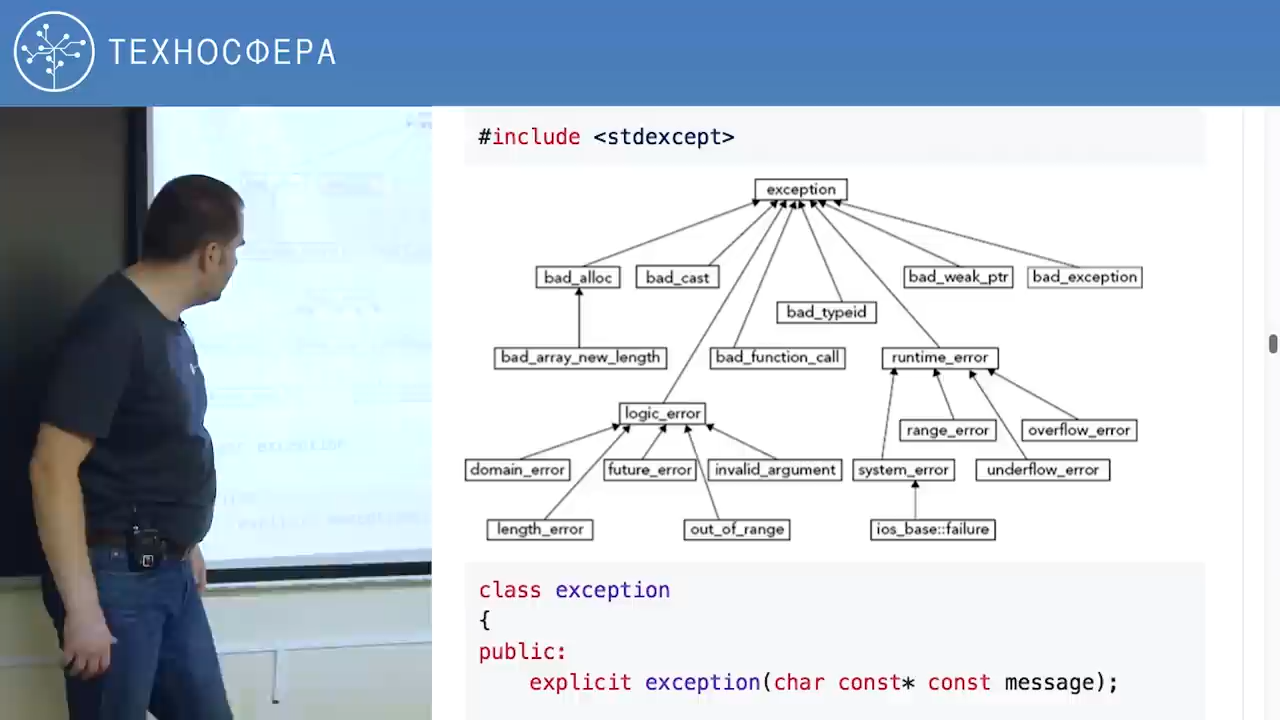 ТЕХНОСФЕРА
#include <stdexcept>
exception
bad_alloc bad_cast bad_weak_ptr bad_exception
bad_typeid
bad_array_new_length bad_function_call runtime_error
logic_error
range_error overflow_error
domain_error future_error invalid_argument system_error underflow_error
length_error out_of_range ios_base::failure
class exception
{
public:
explicit exception(char const* const message);